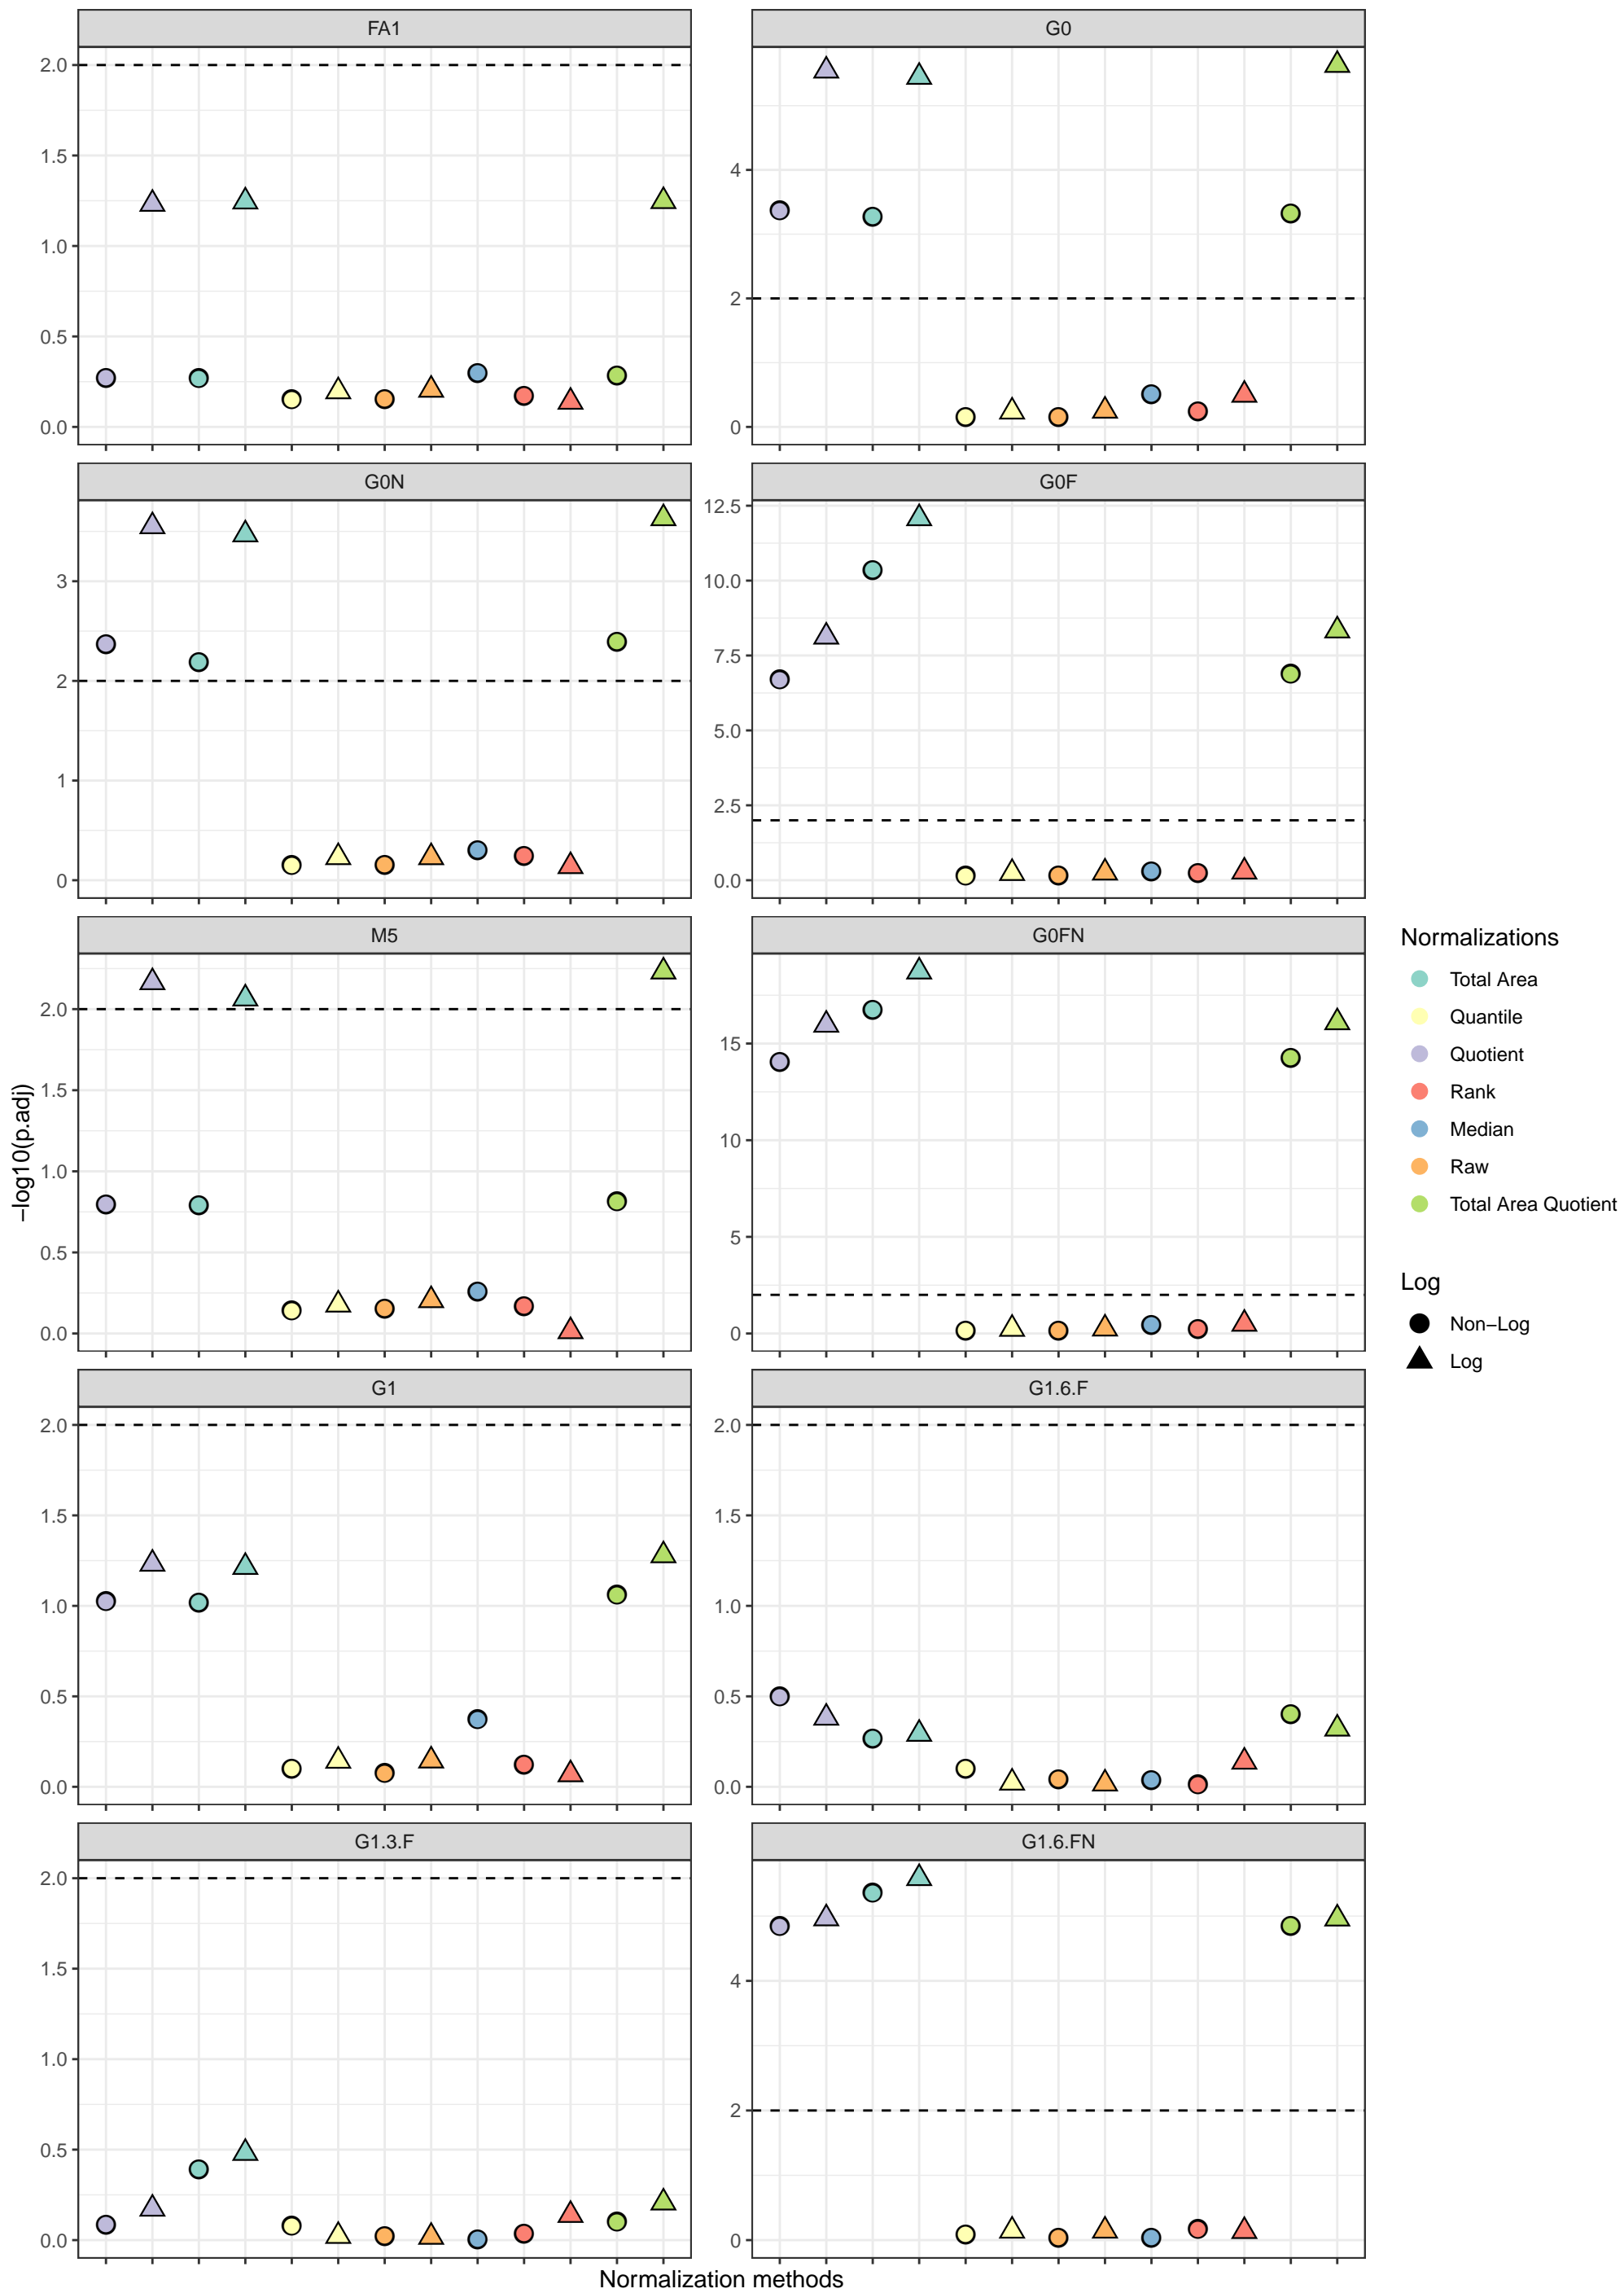 FA1
G0
2.0
1.5
1.0
0.5
0.0
4
2
0
G0N
G0F
3
2
1
0
12.5
10.0
7.5
5.0
2.5
0.0
M5
G0FN
2.0
1.5
1.0
0.5
0.0
15
10
5
0
G1
G1.6.F
2.0
1.5
1.0
0.5
0.0
2.0
1.5
1.0
0.5
0.0
G1.3.F
G1.6.FN
2.0
1.5
1.0
0.5
0.0
4
2
0
−log10(p.adj)
Normalization methods
Normalizations
Total Area
Quantile
Quotient
Rank
Median
Raw
Total Area Quotient
Log
Non−Log
Log